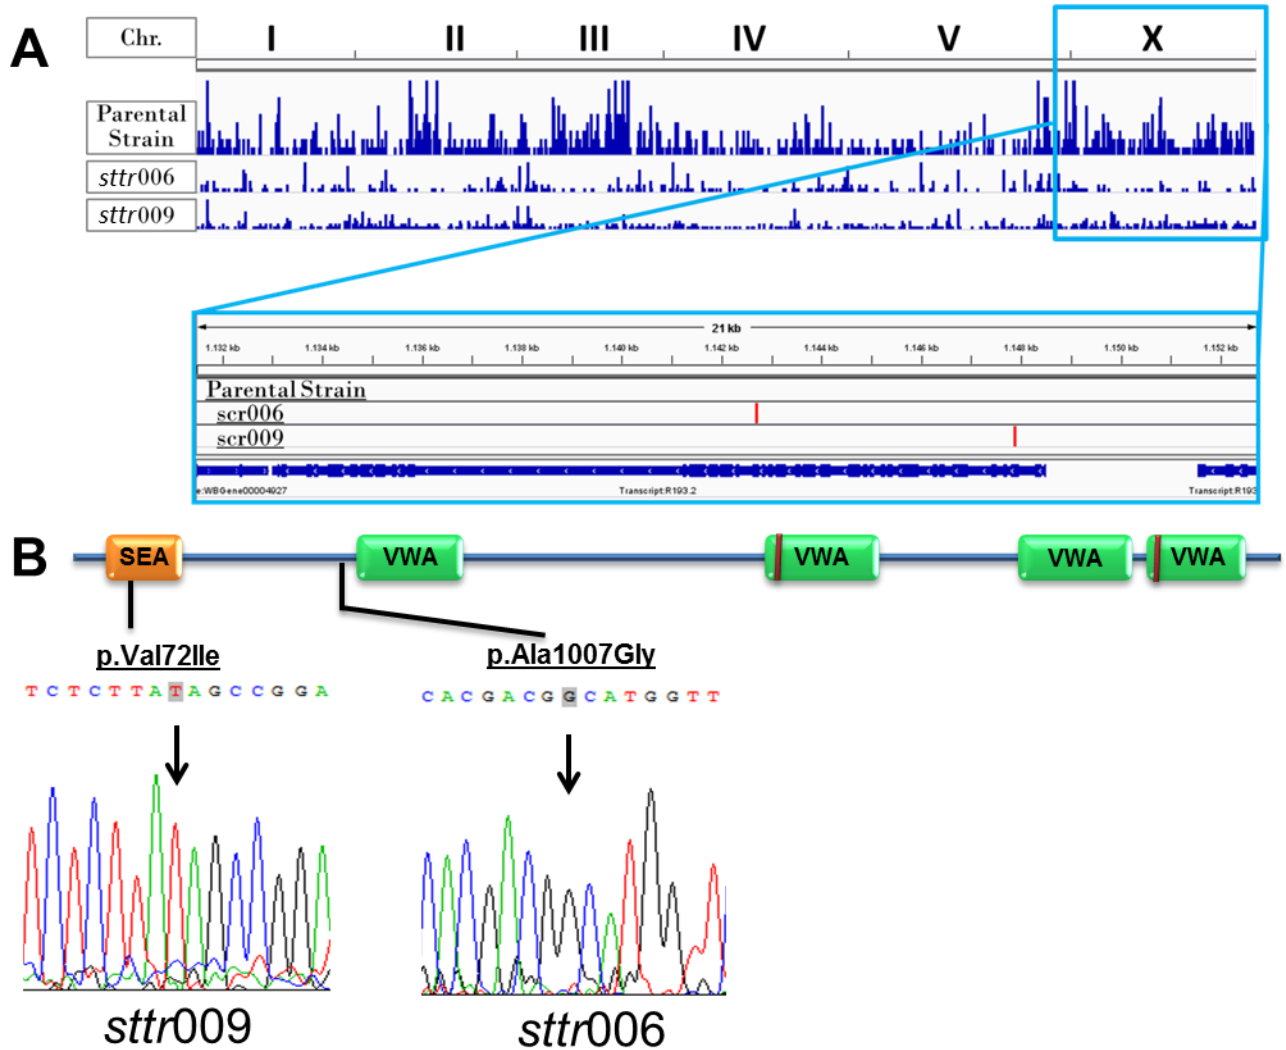 A
Chr.
I II III IV V X
Parental
Strain
sttr006
sttr009
21 kb
1.132 kb 1.134 kb 1.136 kb 1.138 kb 1.140 kb 1.142 kb 1.144 kb 1.146 kb 1.148 kb 1.150 kb 1.152 kb
Parental Strain
scr006
scr009
e:WBGene00004927 Transcript:R193.2 Transcript:R193
B
SEA VWA VWA VWA VWA
p.Val72Ile p.Ala1007Gly
T C T C T T A T A G C C G G A
C A C G A C G G C A T G G T T
sttr009 sttr006